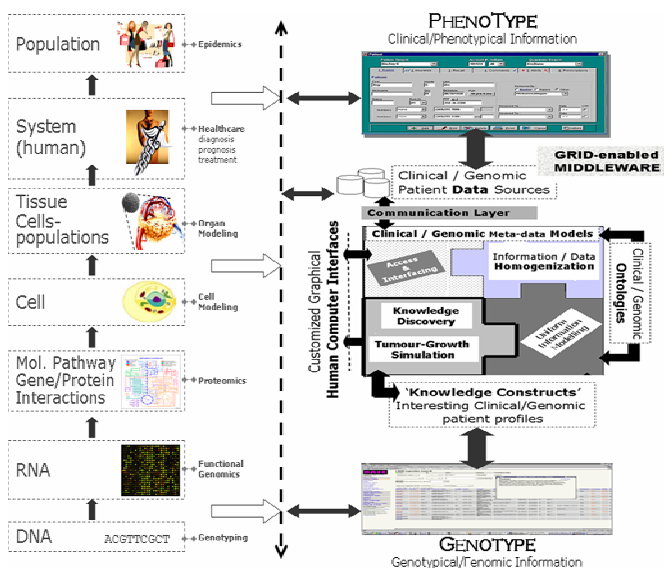 Population
Epidemics
System
(human)
Healthcare
diagnosis
prognosis
treatment
Tissue
Cells-
populations
Organ
Modeling
Cell
Cell
Modeling
Mol. Pathway
Gene/Protein
Interactions
Proteomics
RNA
Functional
Genomics
DNA
ACGTTCGCT
Genotyping
Customized Graphical
Human Computer Interfaces
PHENOTYPE
Clinical/Phenotypical Information
GRID-enabled
MIDDLEWARE
Clinical / Genomic
Patient Data Sources
Communication Layer
Clinical / Genomic Meta-data Models
Access
&
Interfacing
Information / Data
Homogenization
Knowledge
Discovery
Tumour-Growth
Simulation
Uniform
Information
Modelling
Clinical / Genomic
Ontologies
'Knowledge Constructs'
Interesting Clinical/Genomic
patient profiles
GENOTYPE
Genotypical/Tenomic Information